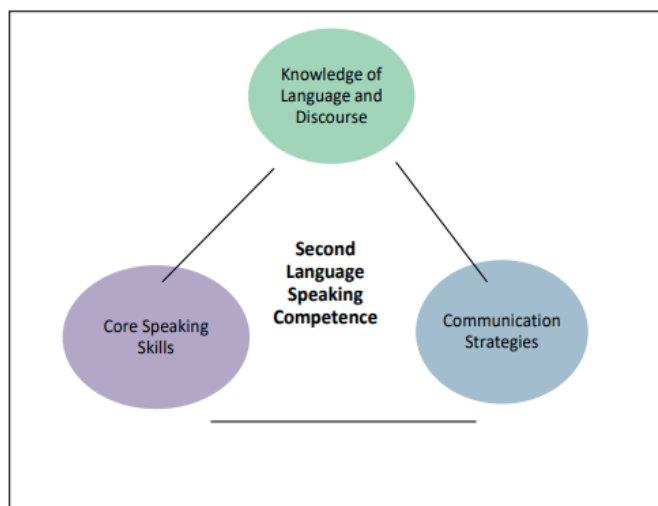 Knowledge of
Language and
Discourse
Second
Language
Speaking
Competence
Core Speaking
Skills
Communication
Strategies